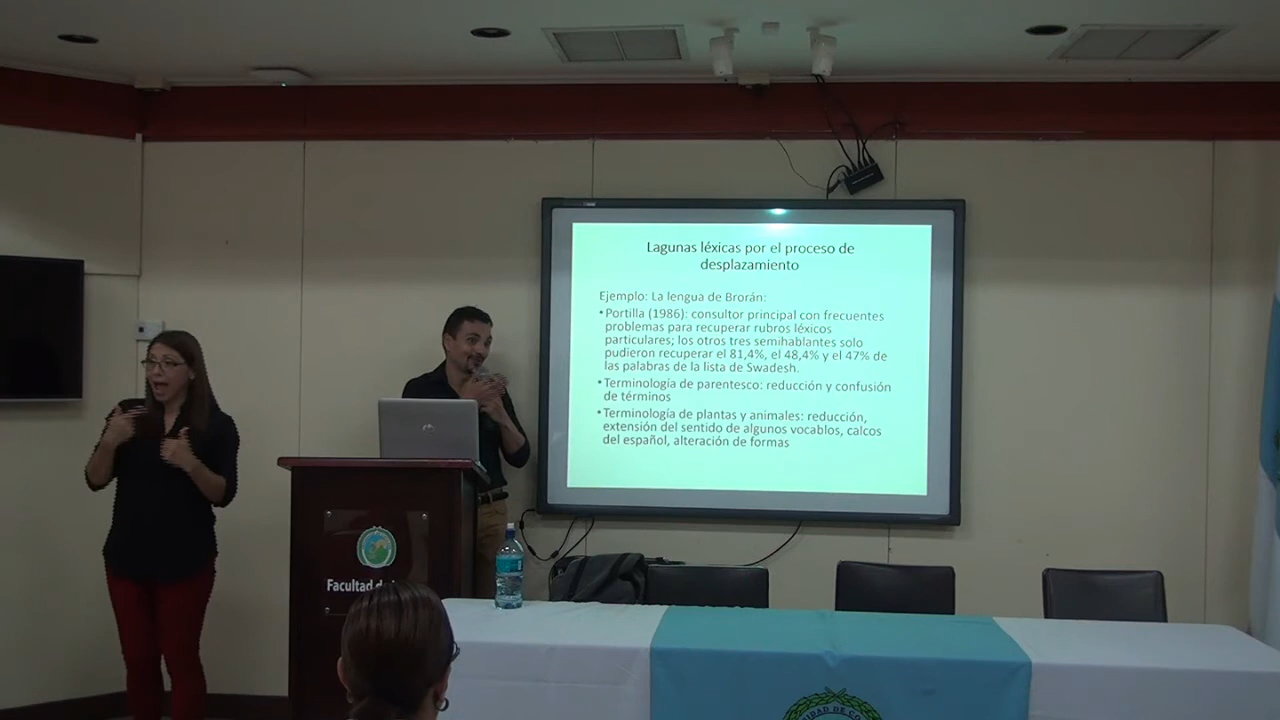 Lagunas léxicas por el proceso de
desplazamiento
Ejemplo: La lengua de Brorán:
•Portilla (1986): consultor principal con frecuentes
problemas para recuperar rubros léxicos
particulares; los otros tres semihablantes solo
pudieron recuperar el 81,4%, el 48,4% y el 47% de
las palabras de la lista de Swadesh.
•Terminología de parentesco: reducción y confusión
de términos
•Terminología de plantas y animales: reducción,
extensión del sentido de algunos vocablos, calcos
del español, alteración de formas
hp
Facultad